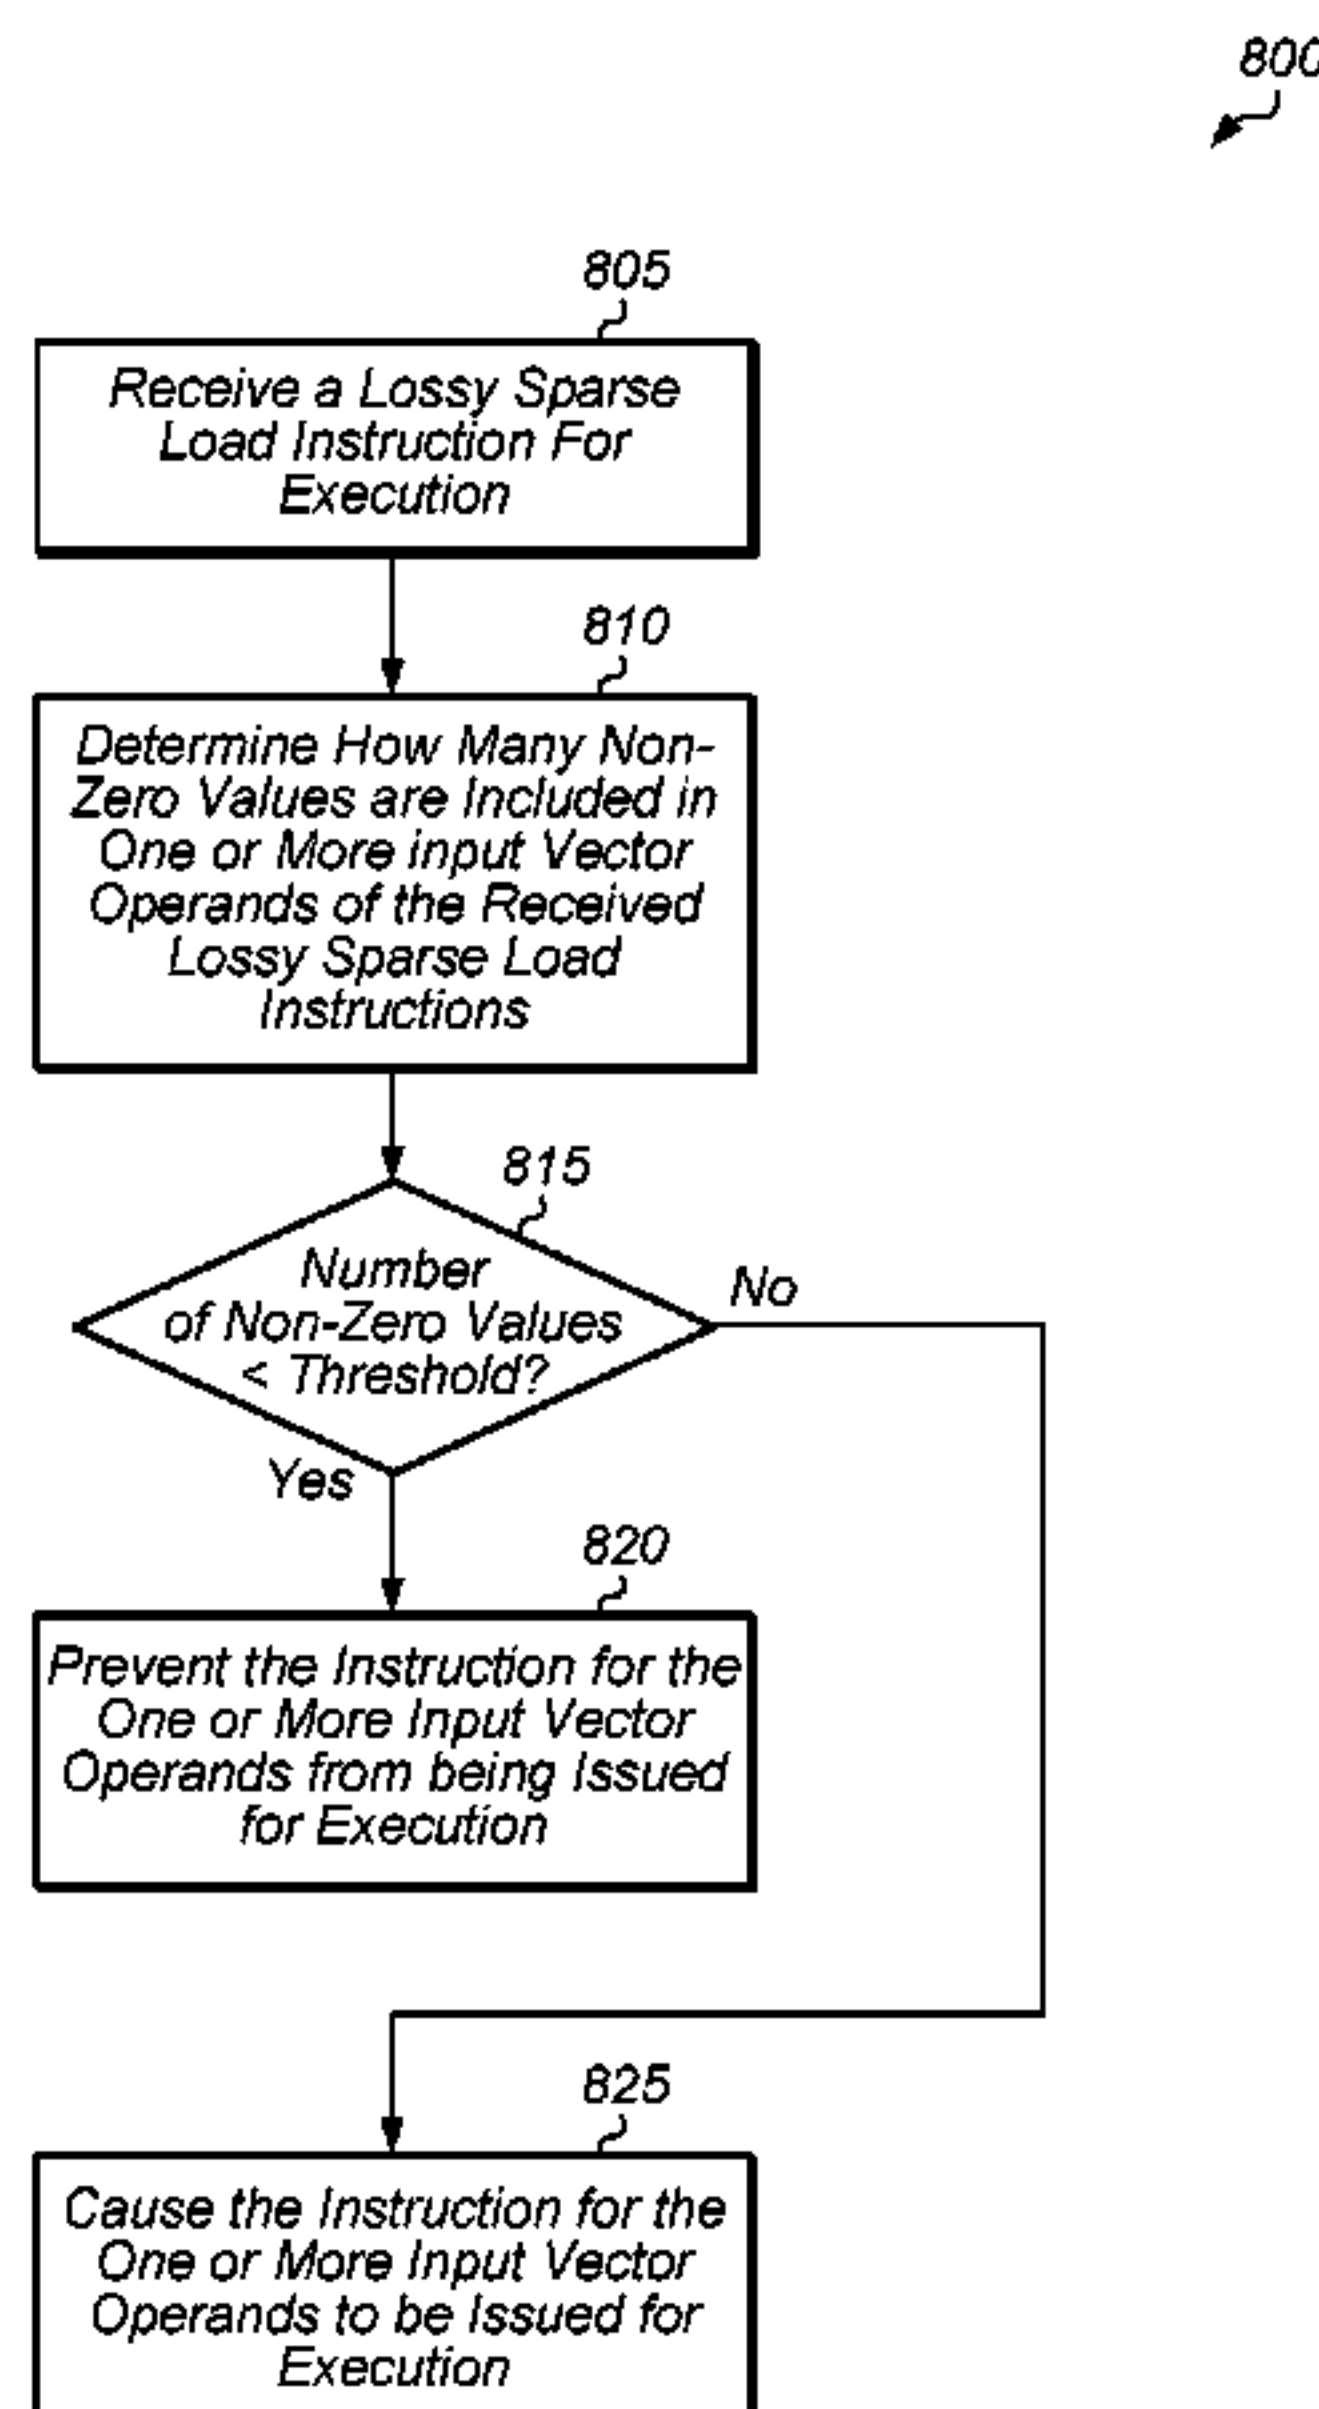 800
805
Receive a Lossy Sparse
Load Instruction For
Execution
810
Determine How Many Non-
Zero Values are Included in
One or More input Vector
Operands of the Received
Lossy Sparse Load
Instructions
815
Number
of Non-Zero Values
< Threshold?
No
Yes
820
Prevent the Instruction for the
One or More Input Vector
Operands from being Issued
for Execution
825
Cause the Instruction for the
One or More Input Vector
Operands to be Issued for
Execution